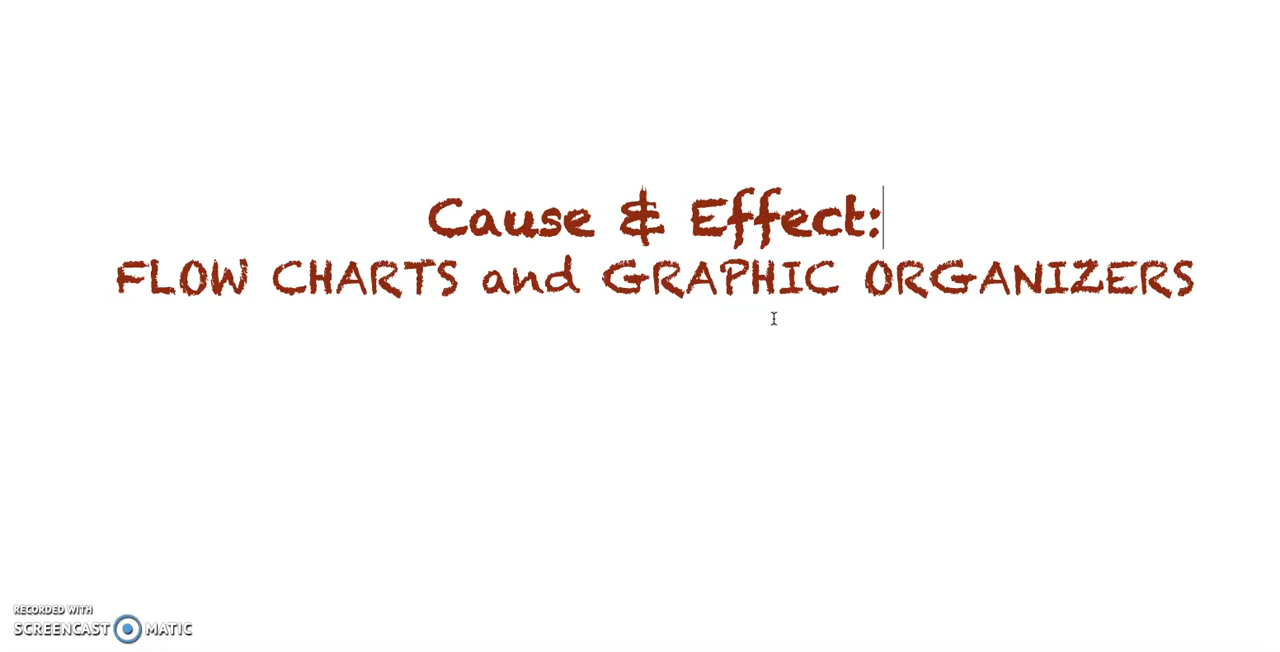 Cause & Effect:
FLOW CHARTS and GRAPHIC ORGANIZERS
RECORDED WITH
SCREENCAST MATIC